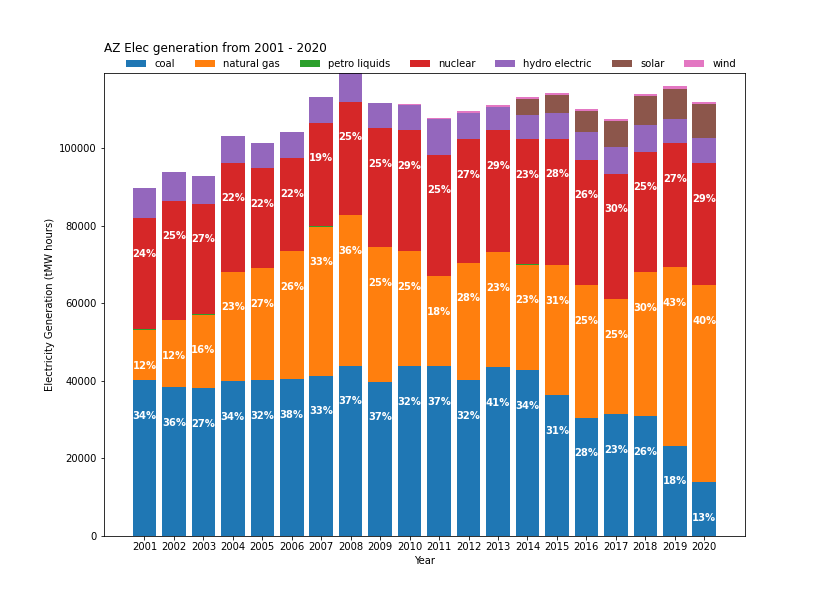 AZ Elec generation from 2001 - 2020
coal natural gas petro liquids nuclear hydro electric solar wind
Electricity Generation (tMW hours)
100000
80000
60000
40000
20000
0
25%
19% 25% 29% 27% 29% 23% 28% 27%
24% 25% 27% 22% 22% 22% 25% 26% 30% 25% 29%
12% 12% 16% 23% 27% 26% 33% 36% 25% 25% 18% 28% 23% 23% 31% 25% 25% 30% 43% 40%
34% 36% 27% 34% 32% 38% 33% 37% 37% 32% 37% 32% 41% 34% 31% 28% 23% 26% 18% 13%
2001 2002 2003 2004 2005 2006 2007 2008 2009 2010 2011 2012 2013 2014 2015 2016 2017 2018 2019 2020
Year